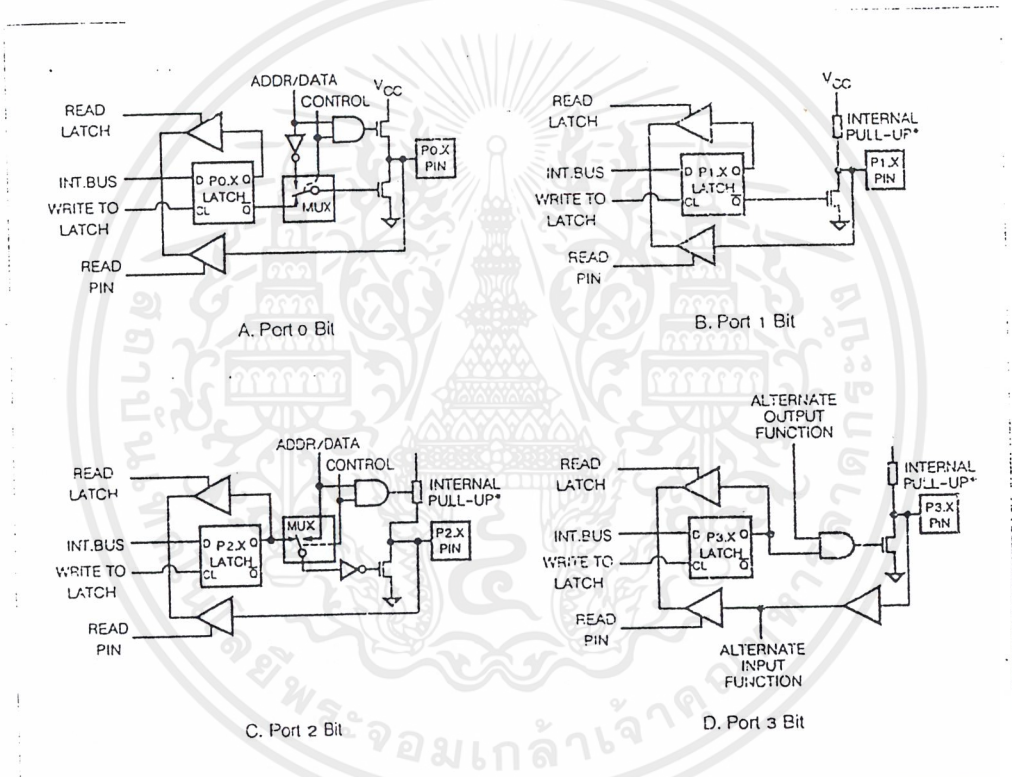 ADDR/DATA
CONTROL
VCC
READ
LATCH
P0.X
PIN
INT.BUS
D P0.X Q
LATCH
WRITE TO
LATCH
CL Q
MUX
READ
PIN
A. Port 0 Bit
VCC
READ
LATCH
INTERNAL
PULL-UP*
P1.X
PIN
INT.BUS
D P1.X Q
LATCH
WRITE TO
LATCH
CL Q
READ
PIN
B. Port 1 Bit
ADDR/DATA
CONTROL
READ
LATCH
INTERNAL
PULL-UP*
MUX
P2.X
PIN
INT.BUS
D P2.X Q
LATCH
WRITE TO
LATCH
CL Q
READ
PIN
C. Port 2 Bit
ALTERNATE
OUTPUT
FUNCTION
READ
LATCH
INTERNAL
PULL-UP*
P3.X
PIN
INT.BUS
D P3.X Q
LATCH
WRITE TO
LATCH
CL Q
READ
PIN
ALTERNATE
INPUT
FUNCTION
D. Port 3 Bit